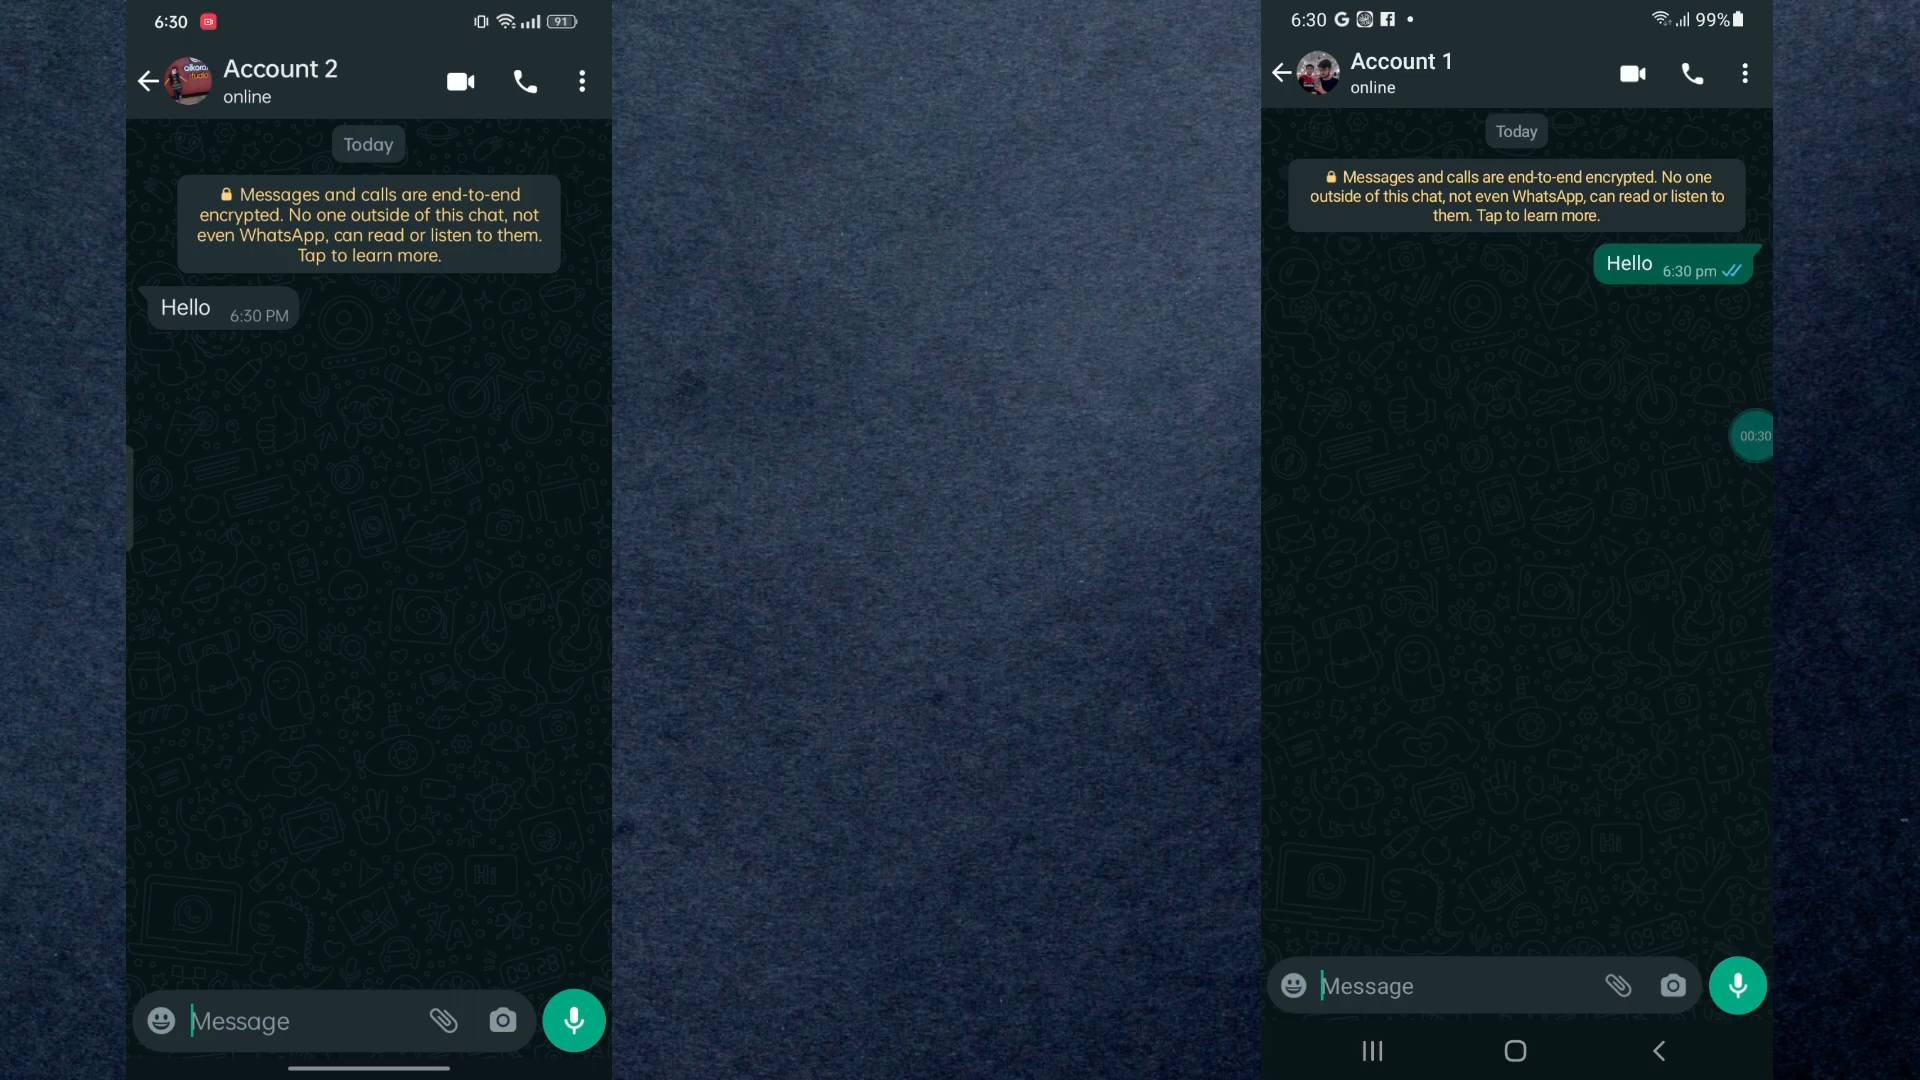 6:30
91
Account 2
online
Today
Messages and calls are end-to-end
encrypted. No one outside of this chat, not
even WhatsApp, can read or listen to them.
Tap to learn more.
Hello 6:30 PM
Message
6:30 G 99%
Account 1
online
Today
Messages and calls are end-to-end encrypted. No one
outside of this chat, not even WhatsApp, can read or listen to
them. Tap to learn more.
Hello 6:30 pm
00:30
Message